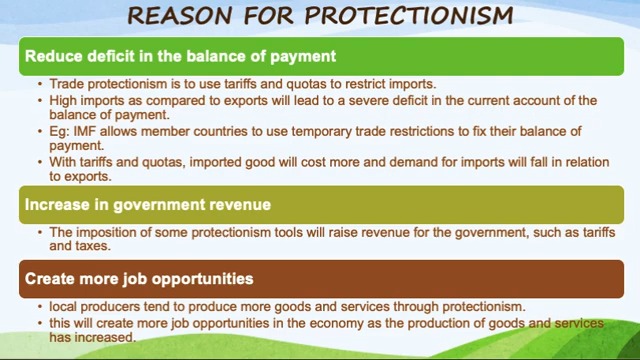 REASON FOR PROTECTIONISM
Reduce deficit in the balance of payment
• Trade protectionism is to use tariffs and quotas to restrict imports.
• High imports as compared to exports will lead to a severe deficit in the current account of the
balance of payment.
• Eg: IMF allows member countries to use temporary trade restrictions to fix their balance of
payment.
• With tariffs and quotas, imported good will cost more and demand for imports will fall in relation
to exports.
Increase in government revenue
• The imposition of some protectionism tools will raise revenue for the government, such as tariffs
and taxes.
Create more job opportunities
• local producers tend to produce more goods and services through protectionism.
• this will create more job opportunities in the economy as the production of goods and services
has increased.